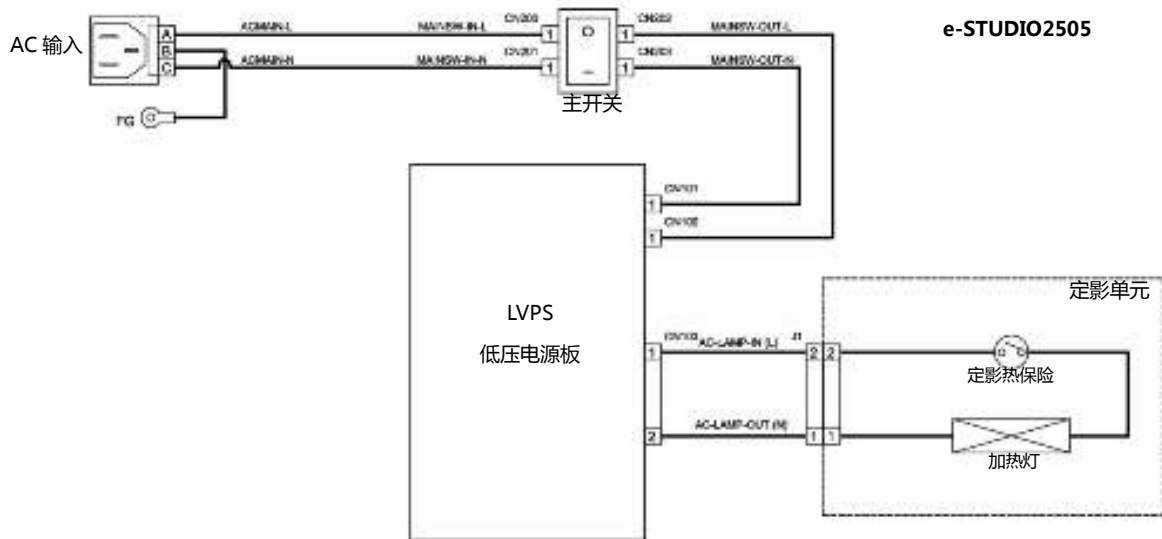 e-STUDIO2505
AC 输入
A
B
C
ACMAIN-L
MAINSW-IN-L
CN200
1
CN202
1
MAINSW-OUT-L
ACMAIN-N
MAINSW-IN-N
CN201
1
CN203
1
MAINSW-OUT-N
主开关
FG
CN101
1
CN102
1
LVPS
低压电源板
CN103
1
AC-LAMP-IN (L)
J1
2
2
2
AC-LAMP-OUT (N)
1
1
定影单元
定影热保险
加热灯